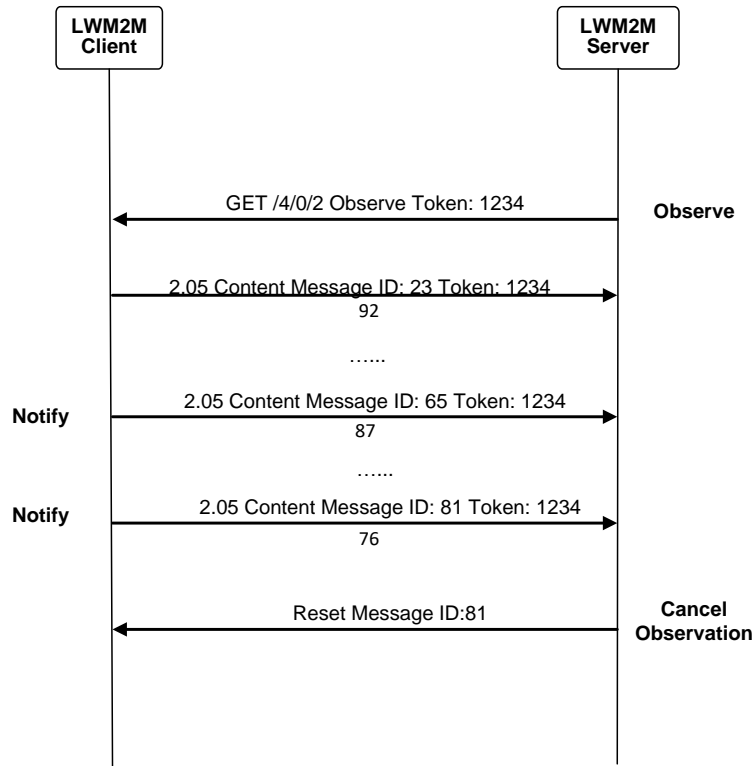 LWM2M
Client
LWM2M
Server
GET /4/0/2 Observe Token: 1234
Observe
2.05 Content Message ID: 23 Token: 1234
92
…...
Notify
2.05 Content Message ID: 65 Token: 1234
87
…...
Notify
2.05 Content Message ID: 81 Token: 1234
76
Reset Message ID:81
Cancel
Observation